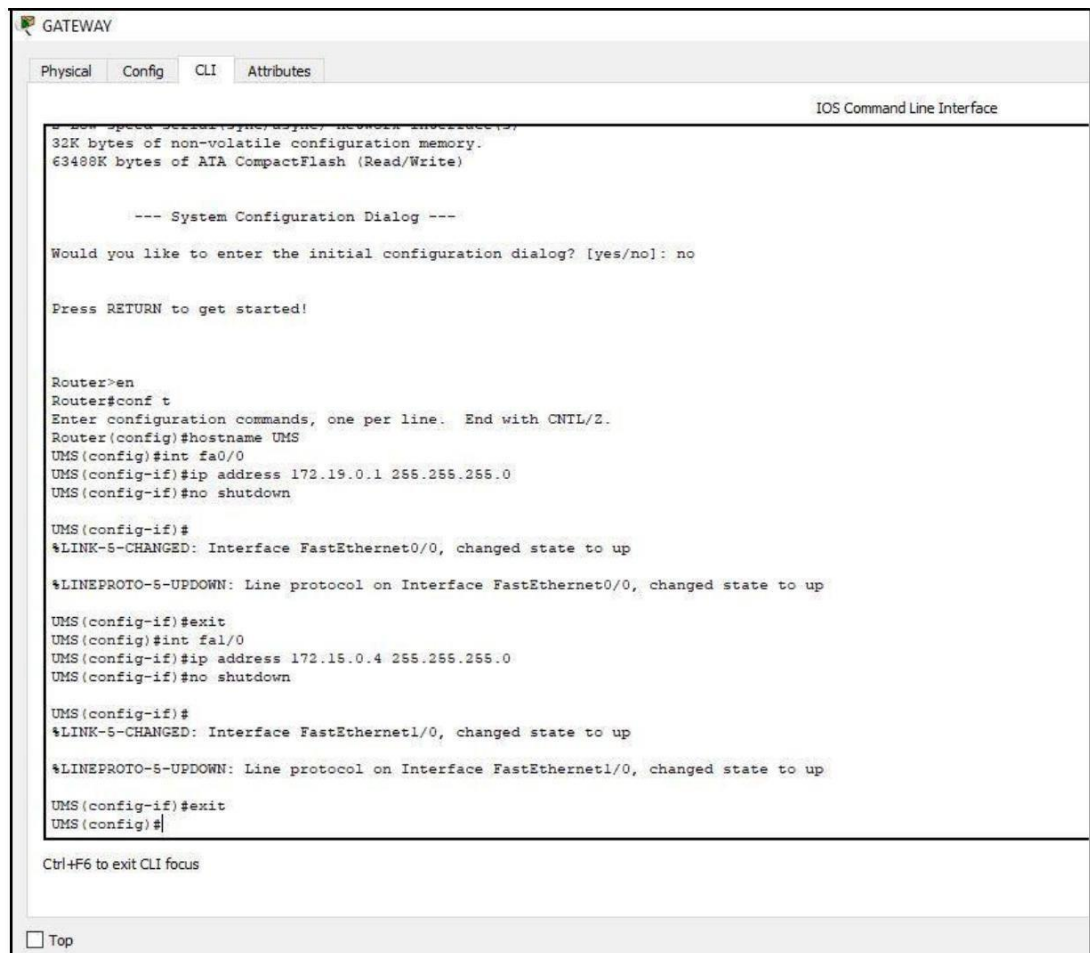 GATEWAY
Physical Config CLI Attributes
IOS Command Line Interface
2 Low-speed serial(sync/async) network interface(s)
32K bytes of non-volatile configuration memory.
63488K bytes of ATA CompactFlash (Read/Write)
--- System Configuration Dialog ---
Would you like to enter the initial configuration dialog? [yes/no]: no
Press RETURN to get started!
Router>en
Router#conf t
Enter configuration commands, one per line.  End with CNTL/Z.
Router(config)#hostname UMS
UMS(config)#int fa0/0
UMS(config-if)#ip address 172.19.0.1 255.255.255.0
UMS(config-if)#no shutdown
UMS(config-if)#
%LINK-5-CHANGED: Interface FastEthernet0/0, changed state to up
%LINEPROTO-5-UPDOWN: Line protocol on Interface FastEthernet0/0, changed state to up
UMS(config-if)#exit
UMS(config)#int fa1/0
UMS(config-if)#ip address 172.15.0.4 255.255.255.0
UMS(config-if)#no shutdown
UMS(config-if)#
%LINK-5-CHANGED: Interface FastEthernet1/0, changed state to up
%LINEPROTO-5-UPDOWN: Line protocol on Interface FastEthernet1/0, changed state to up
UMS(config-if)#exit
UMS(config)#
Ctrl+F6 to exit CLI focus
Top